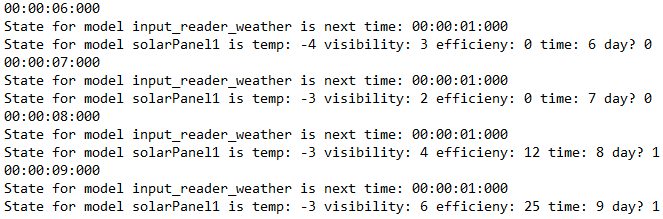 00:00:06:000
State for model input_reader_weather is next time: 00:00:01:000
State for model solarPanel1 is temp: -4 visibility: 3 efficieny: 0 time: 6 day? 0
00:00:07:000
State for model input_reader_weather is next time: 00:00:01:000
State for model solarPanel1 is temp: -3 visibility: 2 efficieny: 0 time: 7 day? 0
00:00:08:000
State for model input_reader_weather is next time: 00:00:01:000
State for model solarPanel1 is temp: -3 visibility: 4 efficieny: 12 time: 8 day? 1
00:00:09:000
State for model input_reader_weather is next time: 00:00:01:000
State for model solarPanel1 is temp: -3 visibility: 6 efficieny: 25 time: 9 day? 1